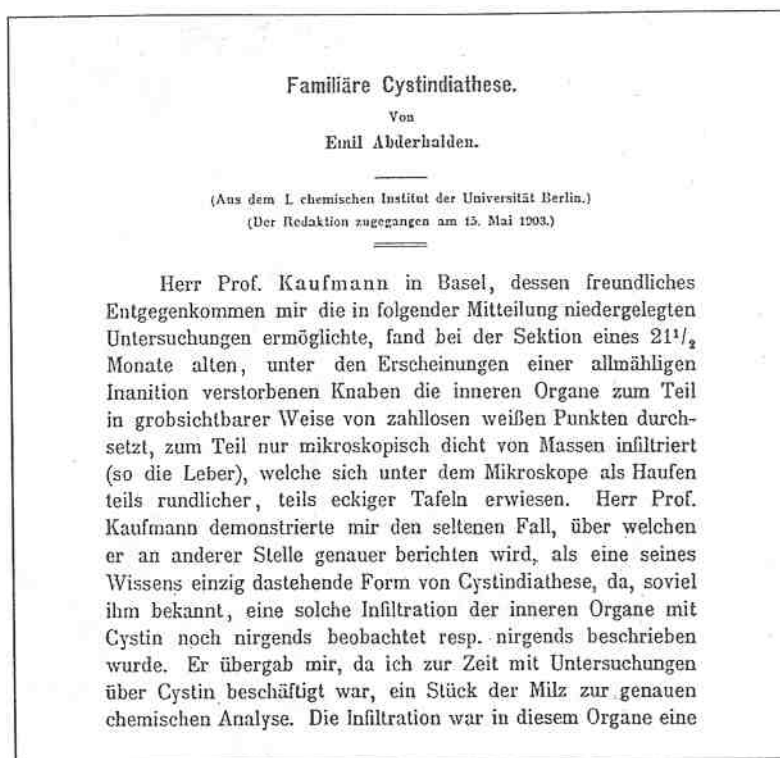 Familiäre Cystindiathese.
Von
Emil Abderhalden.
(Aus dem I. chemischen Institut der Universität Berlin.)
(Der Redaktion zugegangen am 15. Mai 1903.)
Herr Prof. Kaufmann in Basel, dessen freundliches
Entgegenkommen mir die in folgender Mitteilung niedergelegten
Untersuchungen ermöglichte, fand bei der Sektion eines 21¹/₂
Monate alten, unter den Erscheinungen einer allmähligen
Inanition verstorbenen Knaben die inneren Organe zum Teil
in grobsichtbarer Weise von zahllosen weißen Punkten durch-
setzt, zum Teil nur mikroskopisch dicht von Massen infiltriert
(so die Leber), welche sich unter dem Mikroskope als Haufen
teils rundlicher, teils eckiger Tafeln erwiesen. Herr Prof.
Kaufmann demonstrierte mir den seltenen Fall, über welchen
er an anderer Stelle genauer berichten wird, als eine seines
Wissens einzig dastehende Form von Cystindiathese, da, soviel
ihm bekannt, eine solche Infiltration der inneren Organe mit
Cystin noch nirgends beobachtet resp. nirgends beschrieben
wurde. Er übergab mir, da ich zur Zeit mit Untersuchungen
über Cystin beschäftigt war, ein Stück der Milz zur genauen
chemischen Analyse. Die Infiltration war in diesem Organe eine